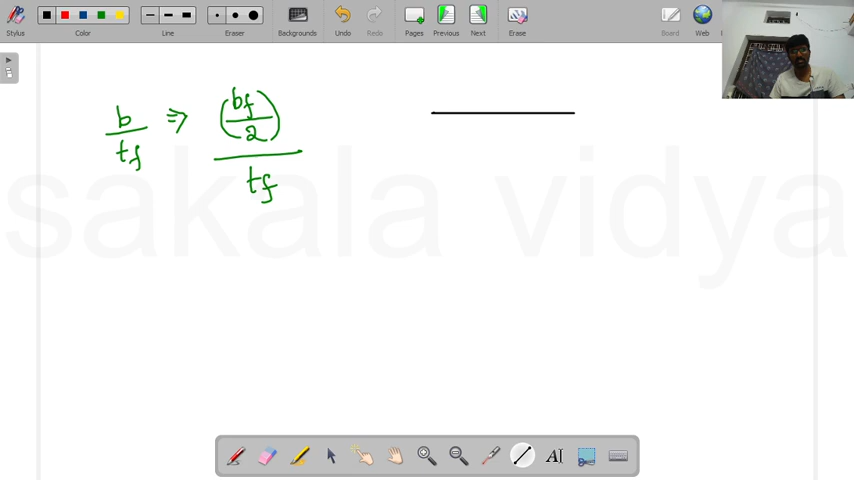 Stylus Color Line Eraser Backgrounds Undo Redo Pages Previous Next Erase Board Web
b/tf ⇒ (bf/2)/tf
sakala vidya
A